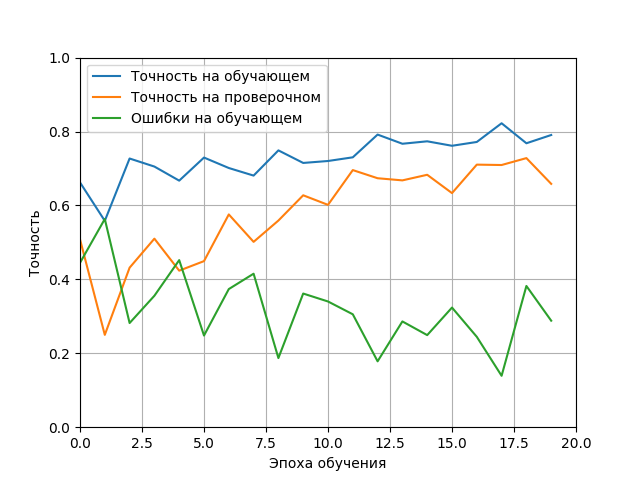 1.0
0.8
0.6
0.4
0.2
0.0
Точность
Точность на обучающем
Точность на проверочном
Ошибки на обучающем
0.0 2.5 5.0 7.5 10.0 12.5 15.0 17.5 20.0
Эпоха обучения